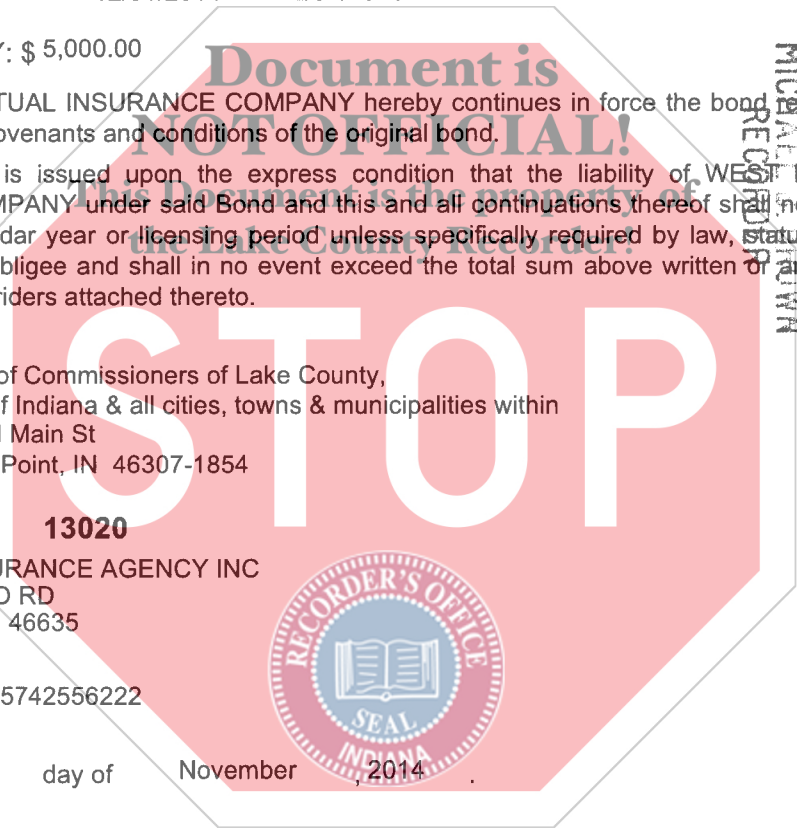 Y: $ 5,000.00
Document is
TUAL INSURANCE COMPANY hereby continues in force the bond
ovenants and conditions of the original bond.
NOT OFFICIAL!
is issued upon the express condition that the liability of WEST
This Document is the property of
MPANY under said Bond and this and all continuations thereof shall
dar year or licensing period unless specifically required by law,
the Lake County Recorder!
bligee and shall in no event exceed the total sum above written or
riders attached thereto.
RECORDER
STOP
of Commissioners of Lake County,
f Indiana & all cities, towns & municipalities within
Main St
Point, IN 46307-1854
13020
URANCE AGENCY INC
O RD
46635
RECORDER'S OFFICE
SEAL
INDIANA
5742556222
day of November , 2014 .